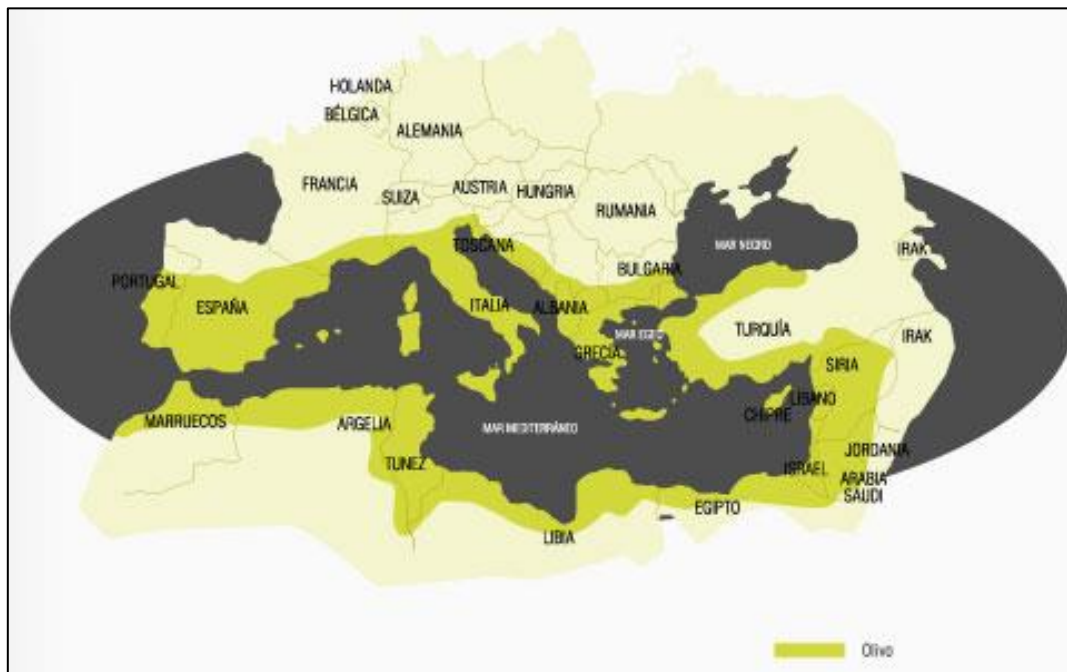 HOLANDA
BÉLGICA
ALEMANIA
FRANCIA
SUIZA
AUSTRIA
HUNGRIA
RUMANIA
MAR NEGRO
IRAK
TOSCANA
BULGARIA
PORTUGAL
ESPAÑA
ITALIA
ALBANIA
MAR EGEO
TURQUÍA
IRAK
GRECIA
SIRIA
LIBANO
CHIPRE
MARRUECOS
ARGELIA
MAR MEDITERRÁNEO
JORDANIA
TUNEZ
ISRAEL
ARABIA
SAUDI
EGIPTO
LIBIA
Olivo